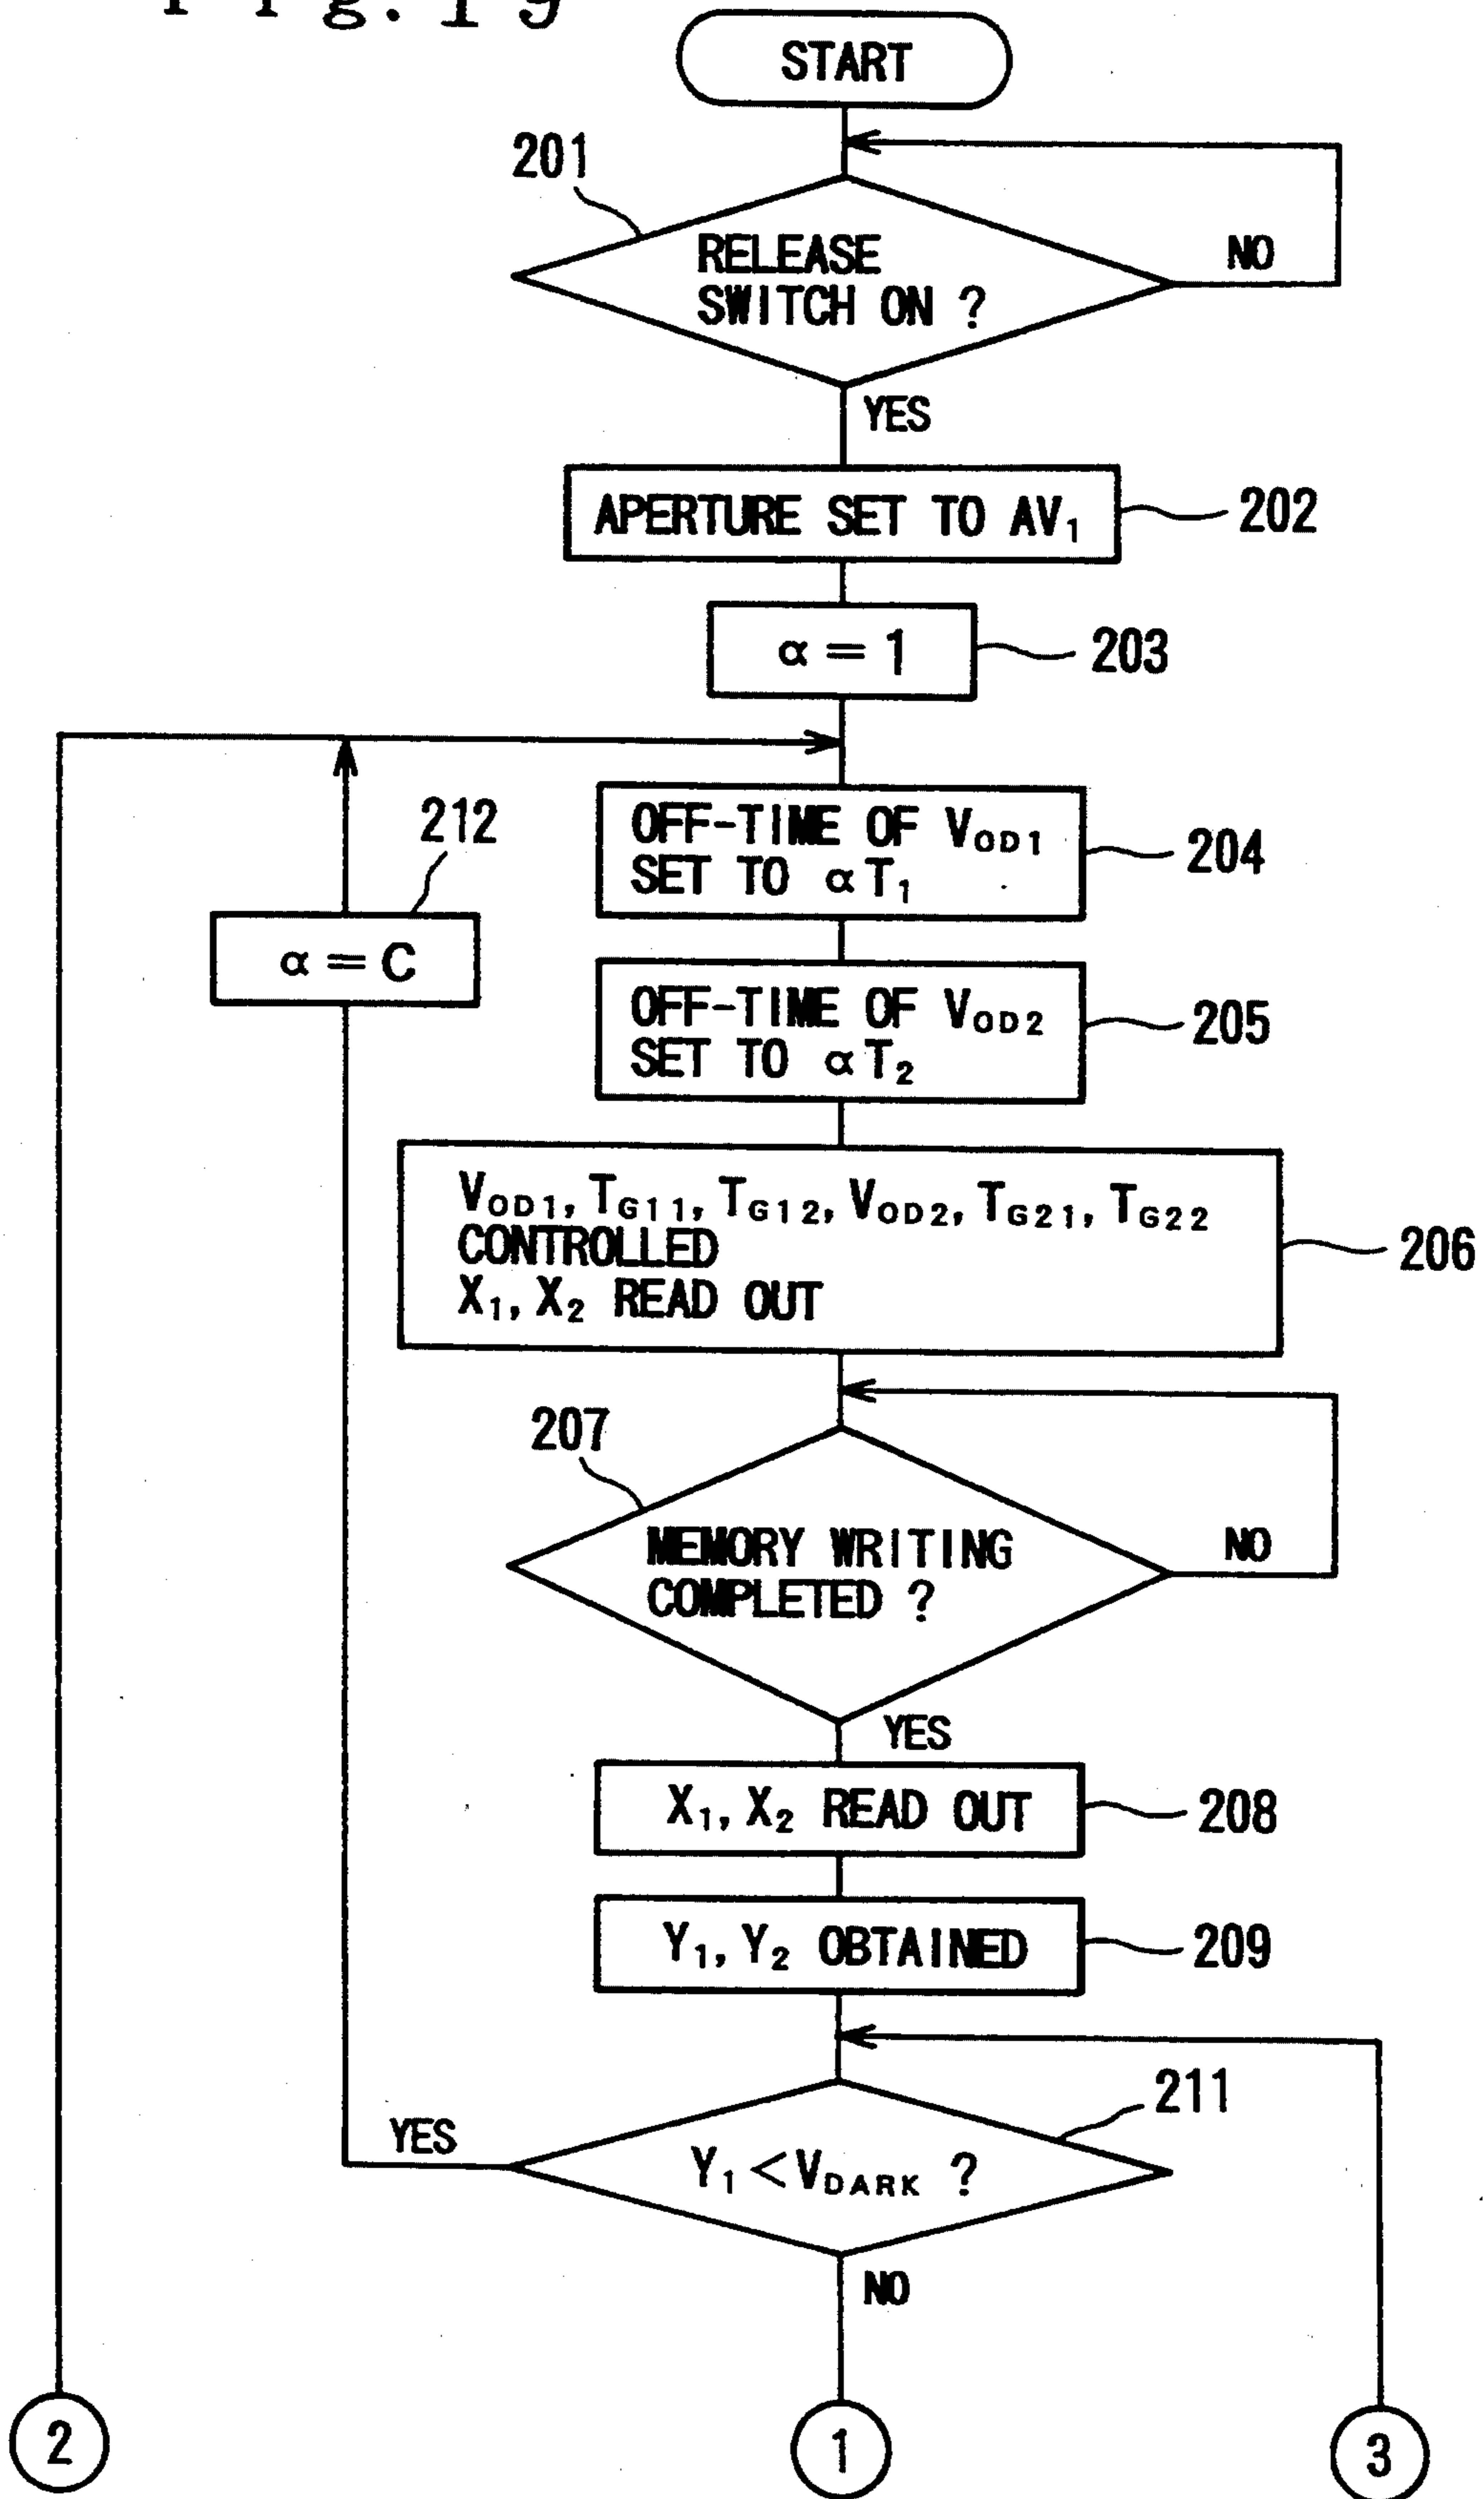 Fig. 19
START
201
RELEASE
SWITCH ON ?
NO
YES
APERTURE SET TO AV₁
202
α = 1
203
212
OFF-TIME OF V_OD1
SET TO αT₁
204
α = C
OFF-TIME OF V_OD2
SET TO αT₂
205
V_OD1, T_G11, T_G12, V_OD2, T_G21, T_G22
CONTROLLED
X₁, X₂ READ OUT
206
207
MEMORY WRITING
COMPLETED ?
NO
YES
X₁, X₂ READ OUT
208
Y₁, Y₂ OBTAINED
209
211
YES
Y₁ < V_DARK ?
NO
2
1
3